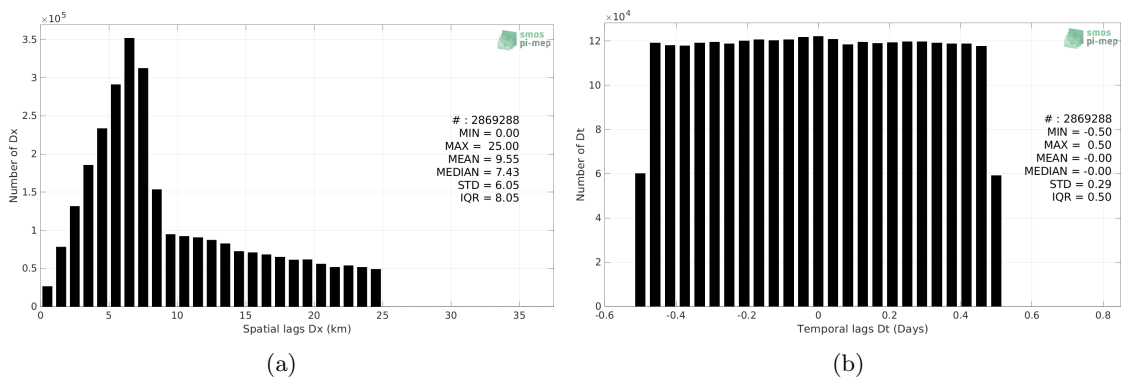 ×10^5
smos
pi-mep
4
3.5
3
2.5
2
1.5
1
0.5
0
Number of Dx
# : 2869288
MIN = 0.00
MAX = 25.00
MEAN = 9.55
MEDIAN = 7.43
STD = 6.05
IQR = 8.05
0 5 10 15 20 25 30 35
Spatial lags Dx (km)
(a)
×10^4
smos
pi-mep
12
10
8
6
4
2
0
Number of Dt
# : 2869288
MIN = -0.50
MAX = 0.50
MEAN = -0.00
MEDIAN = -0.00
STD = 0.29
IQR = 0.50
-0.6 -0.4 -0.2 0 0.2 0.4 0.6 0.8
Temporal lags Dt (Days)
(b)